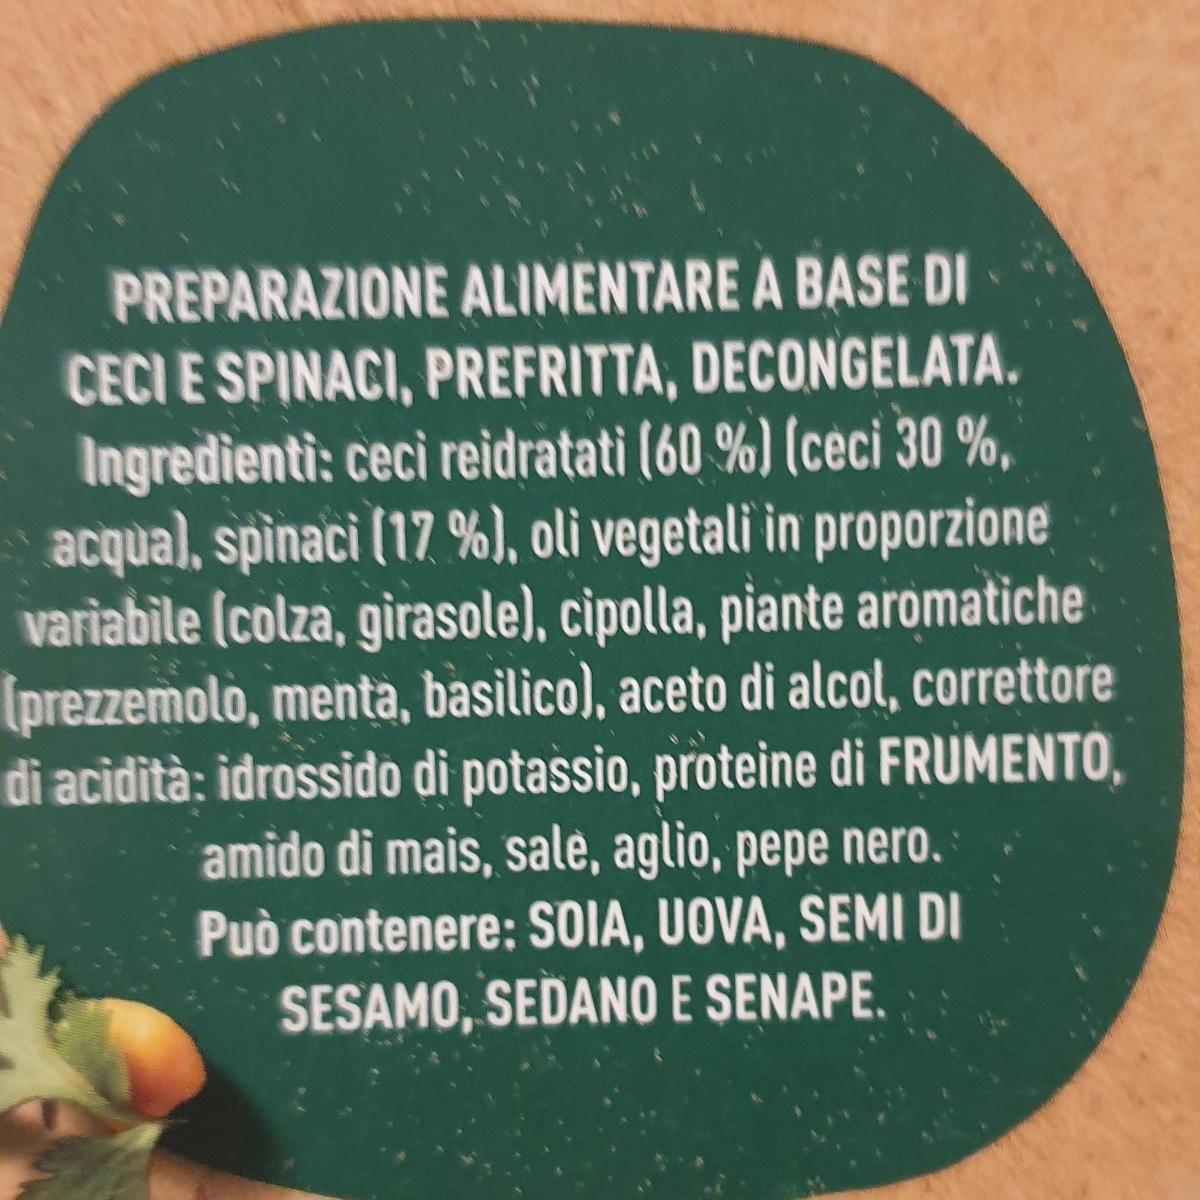 PREPARAZIONE ALIMENTARE A BASE DI
CECI E SPINACI, PREFRITTA, DECONGELATA.
Ingredienti: ceci reidratati (60 %) (ceci 30 %,
acqua), spinaci (17 %), oli vegetali in proporzione
variabile (colza, girasole), cipolla, piante aromatiche
(prezzemolo, menta, basilico), aceto di alcol, correttore
di acidità: idrossido di potassio, proteine di FRUMENTO,
amido di mais, sale, aglio, pepe nero.
Può contenere: SOIA, UOVA, SEMI DI
SESAMO, SEDANO E SENAPE.